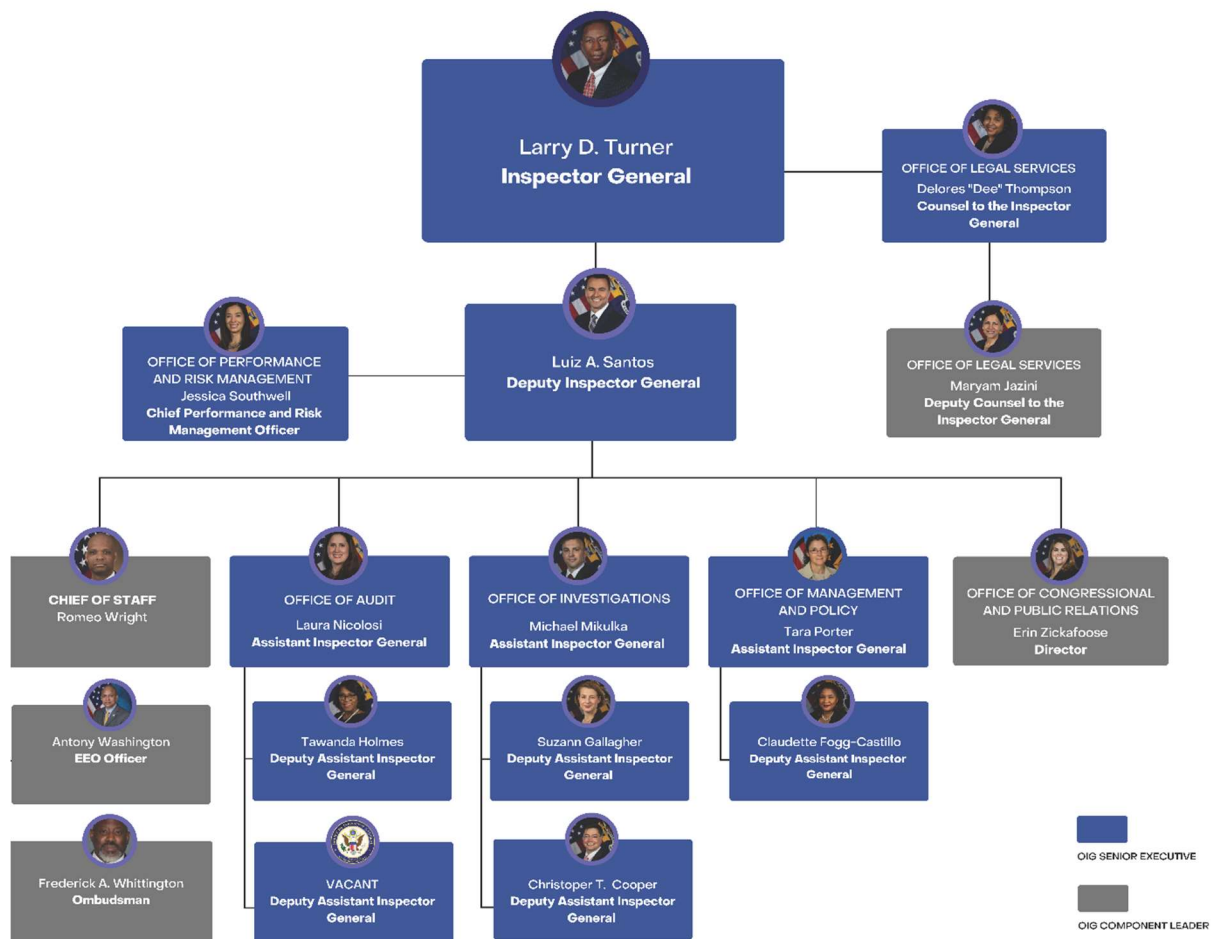 Larry D. Turner
Inspector General
OFFICE OF LEGAL SERVICES
Delores "Dee" Thompson
Counsel to the Inspector
General
OFFICE OF PERFORMANCE
AND RISK MANAGEMENT
Jessica Southwell
Chief Performance and Risk
Management Officer
Luiz A. Santos
Deputy Inspector General
OFFICE OF LEGAL SERVICES
Maryam Jazini
Deputy Counsel to the
Inspector General
CHIEF OF STAFF
Romeo Wright
OFFICE OF AUDIT
Laura Nicolosi
Assistant Inspector General
OFFICE OF INVESTIGATIONS
Michael Mikulka
Assistant Inspector General
OFFICE OF MANAGEMENT
AND POLICY
Tara Porter
Assistant Inspector General
OFFICE OF CONGRESSIONAL
AND PUBLIC RELATIONS
Erin Zickafoose
Director
Antony Washington
EEO Officer
Tawanda Holmes
Deputy Assistant Inspector
General
Suzann Gallagher
Deputy Assistant Inspector
General
Claudette Fogg-Castillo
Deputy Assistant Inspector
General
Frederick A. Whittington
Ombudsman
VACANT
Deputy Assistant Inspector
General
Christoper T. Cooper
Deputy Assistant Inspector
General
OIG SENIOR EXECUTIVE
OIG COMPONENT LEADER